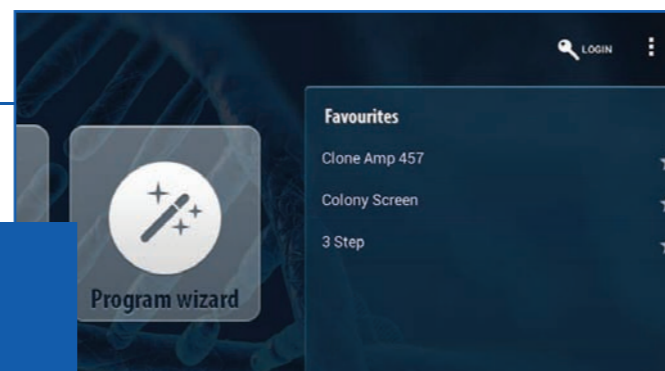 LOGIN
Favourites
Clone Amp 457
Colony Screen
3 Step
Program wizard